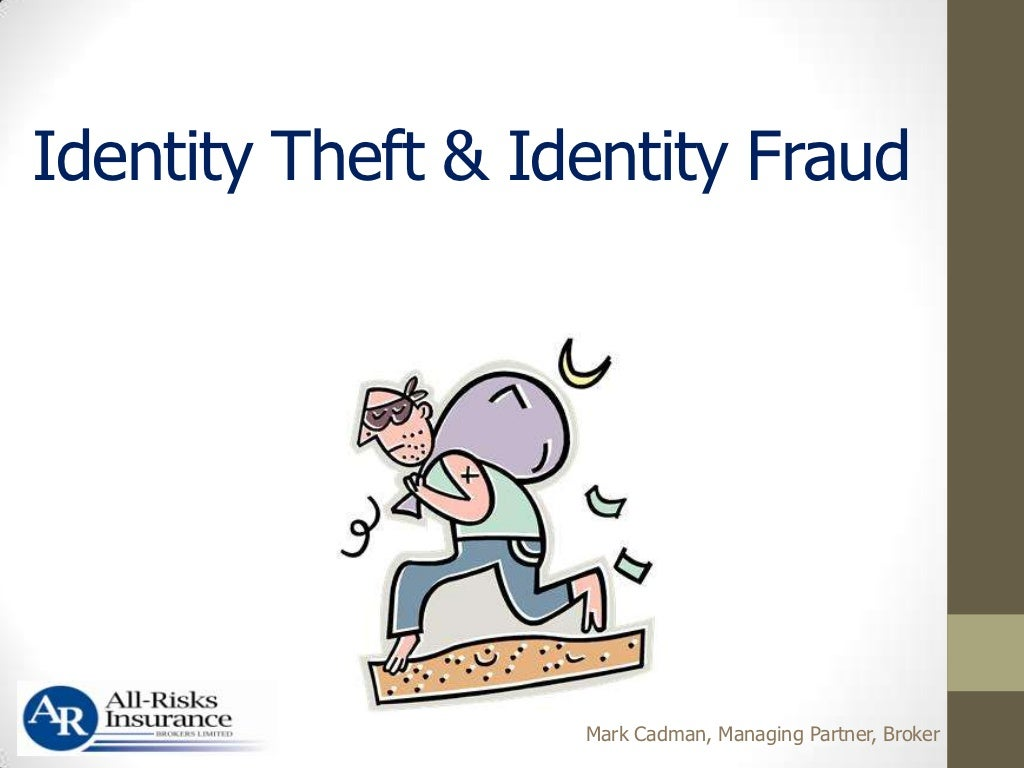 Identity Theft & Identity Fraud
AR
All-Risks
Insurance
BROKERS LIMITED
Mark Cadman, Managing Partner, Broker